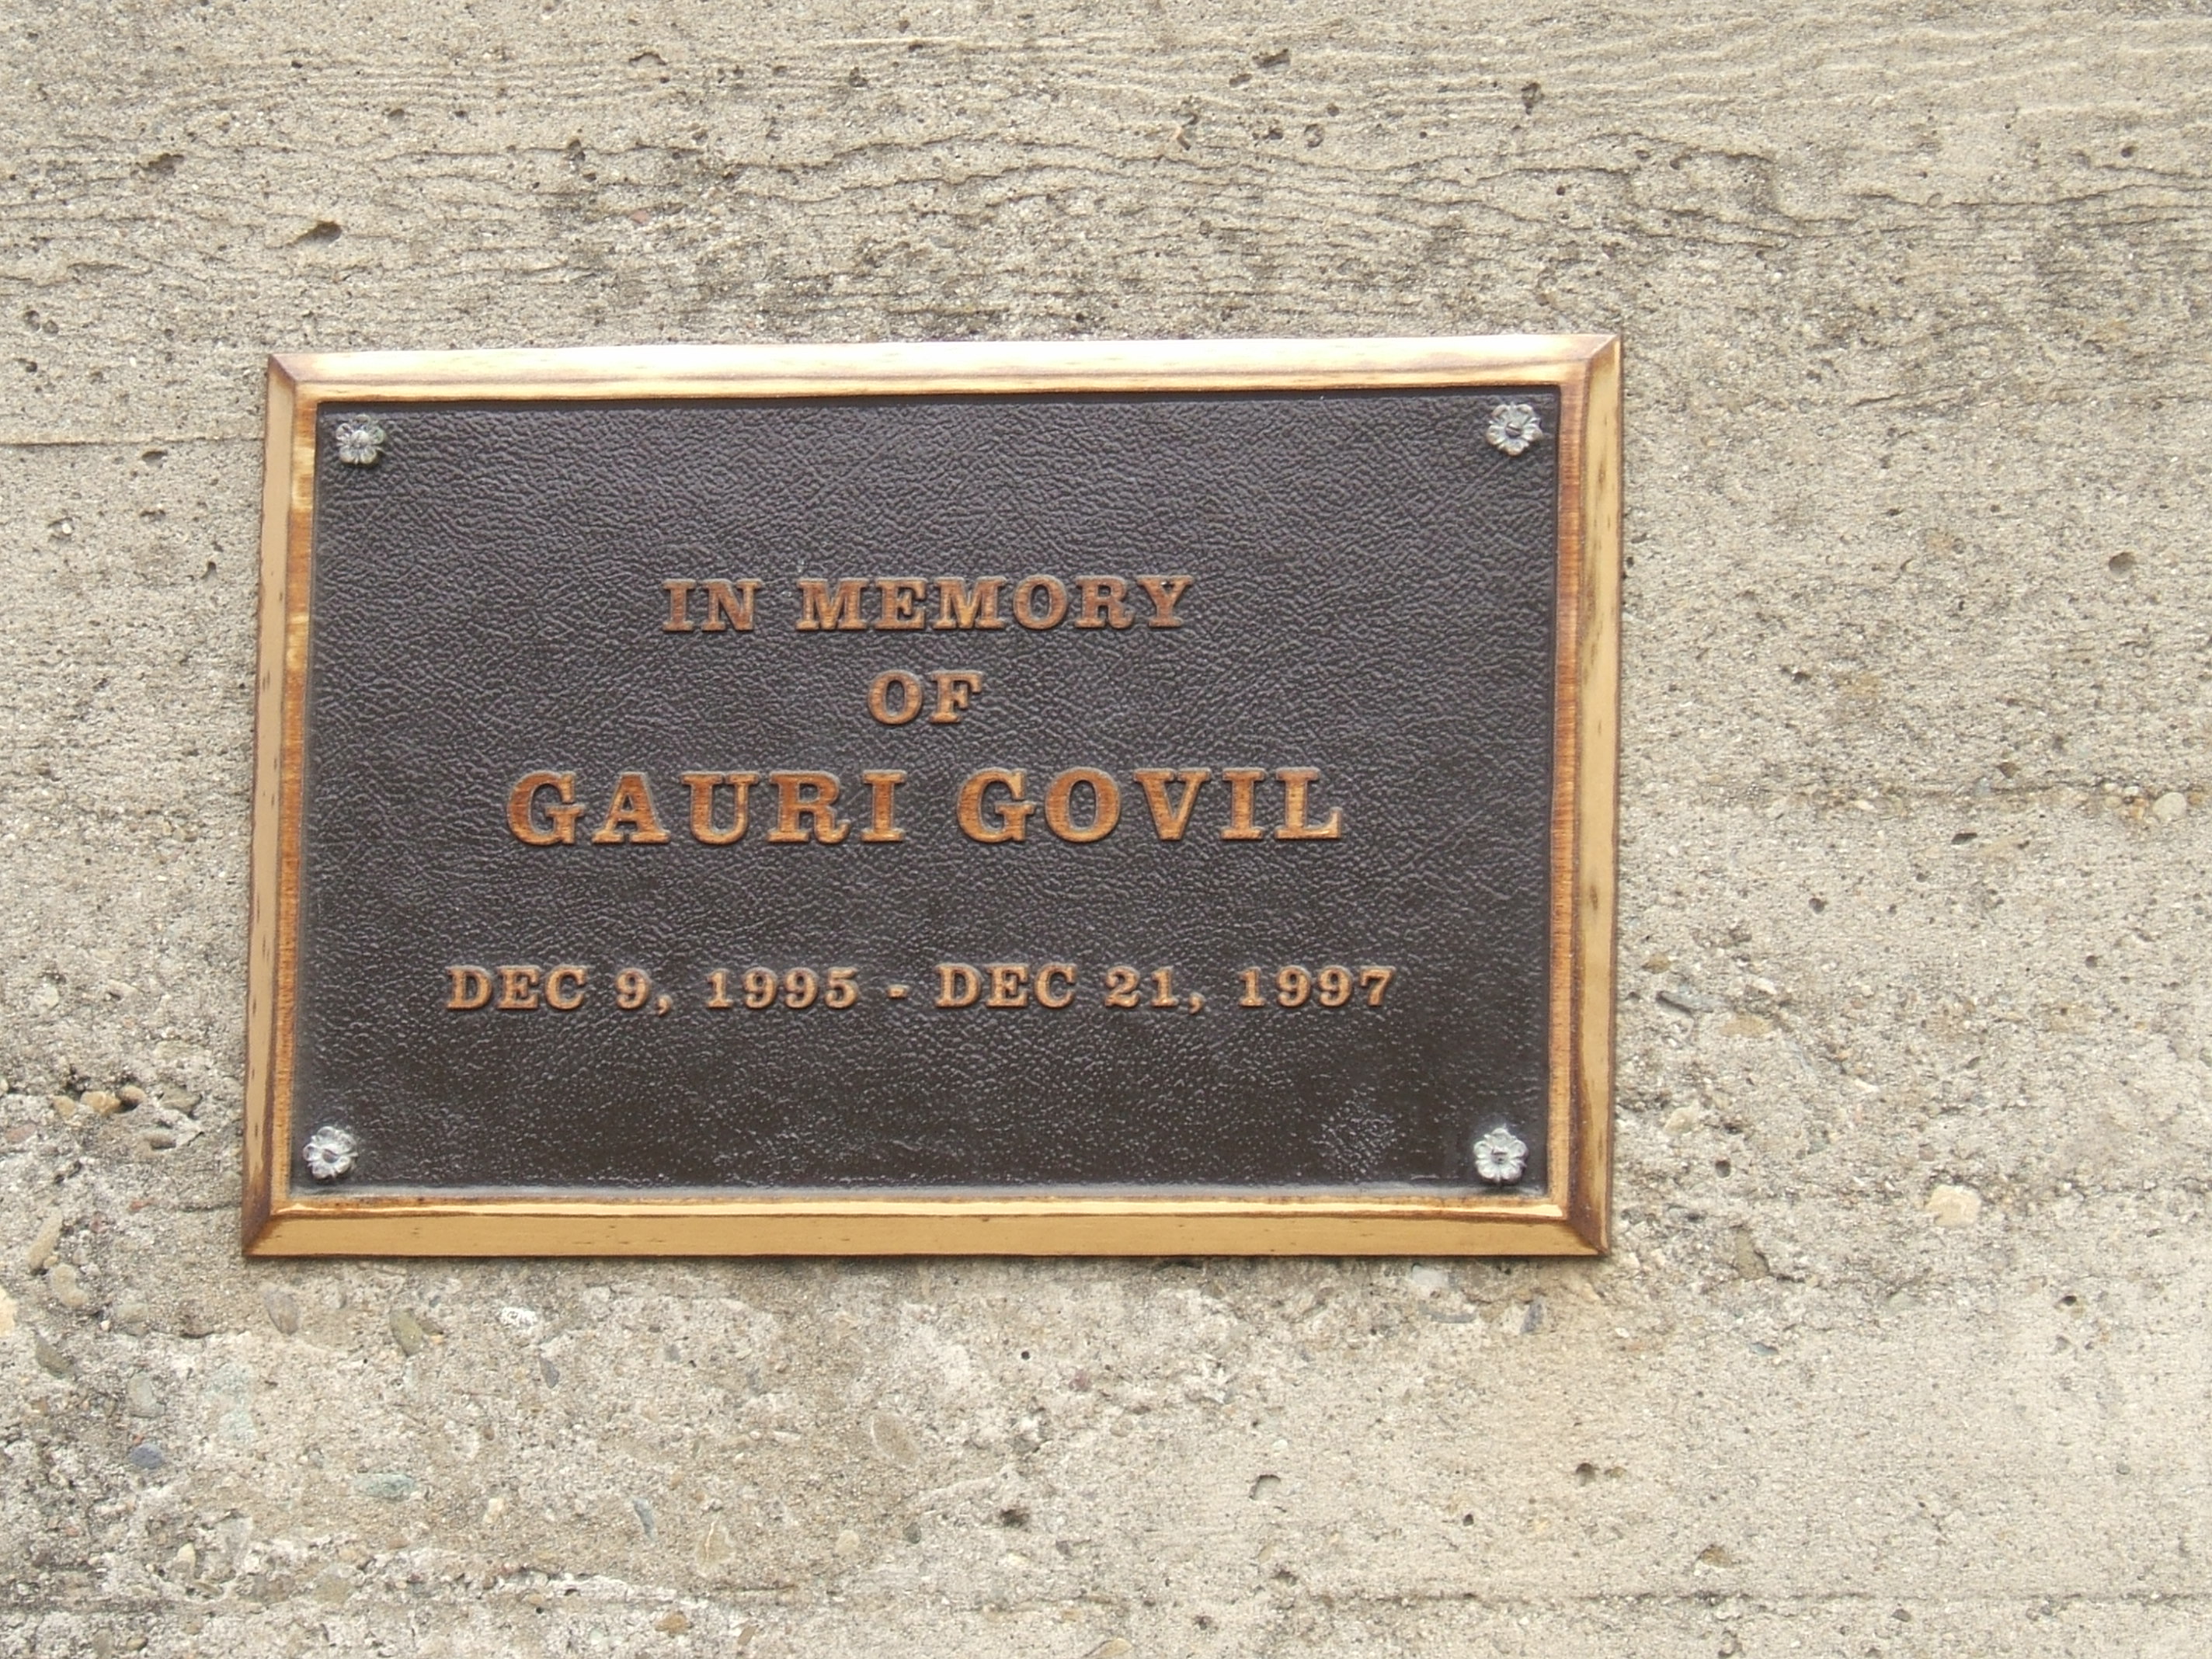 IN MEMORY
OF
GAURI GOVIL
DEC 9, 1995 - DEC 21, 1997